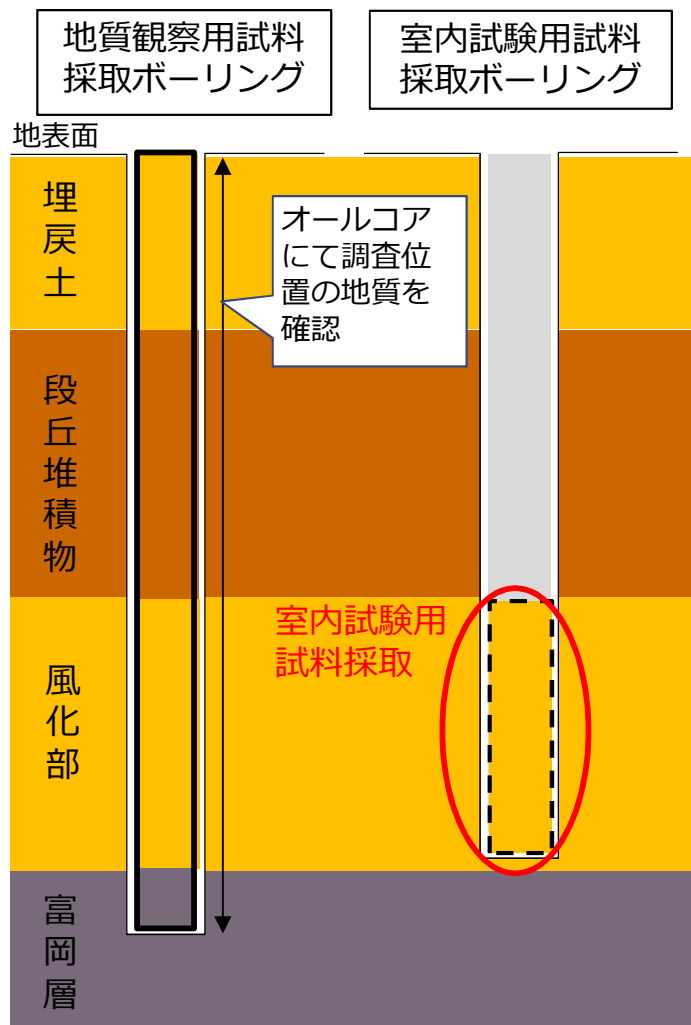 地質観察用試料
採取ボーリング
室内試験用試料
採取ボーリング
地表面
埋戻土
オールコア
にて調査位
置の地質を
確認
段丘堆積物
室内試験用
試料採取
風化部
富岡層